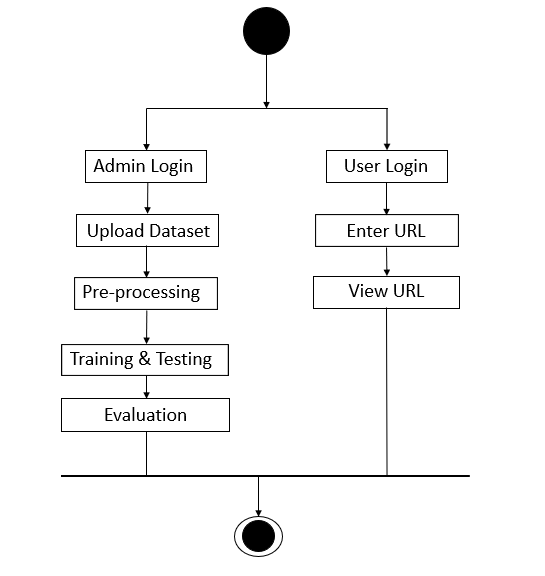 Admin Login
User Login
Upload Dataset
Enter URL
Pre-processing
View URL
Training & Testing
Evaluation